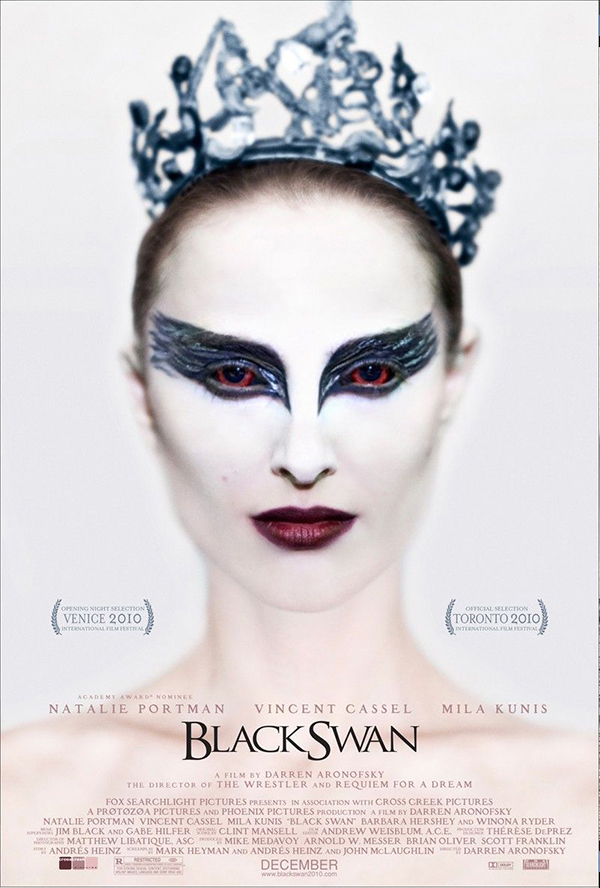 OPENING NIGHT SELECTION
VENICE 2010
INTERNATIONAL FILM FESTIVAL
OFFICIAL SELECTION
TORONTO 2010
INTERNATIONAL FILM FESTIVAL
ACADEMY AWARD® NOMINEE
NATALIE PORTMAN VINCENT CASSEL MILA KUNIS
BLACK SWAN
A FILM BY DARREN ARONOFSKY
THE DIRECTOR OF THE WRESTLER AND REQUIEM FOR A DREAM
FOX SEARCHLIGHT PICTURES PRESENTS IN ASSOCIATION WITH CROSS CREEK PICTURES
A PROTOZOA PICTURES AND PHOENIX PICTURES PRODUCTION A FILM BY DARREN ARONOFSKY
NATALIE PORTMAN VINCENT CASSEL MILA KUNIS "BLACK SWAN" BARBARA HERSHEY AND WINONA RYDER
JIM BLACK AND GABE HILFER CLINT MANSELL ANDREW WEISBLUM, A.C.E. THÉRÈSE DEPREZ
MATTHEW LIBATIQUE, ASC MIKE MEDAVOY ARNOLD W. MESSER BRIAN OLIVER SCOTT FRANKLIN
ANDRÉS HEINZ MARK HEYMAN AND ANDRÉS HEINZ AND JOHN McLAUGHLIN DARREN ARONOFSKY
R RESTRICTED
DECEMBER
www.blackswan2010.com